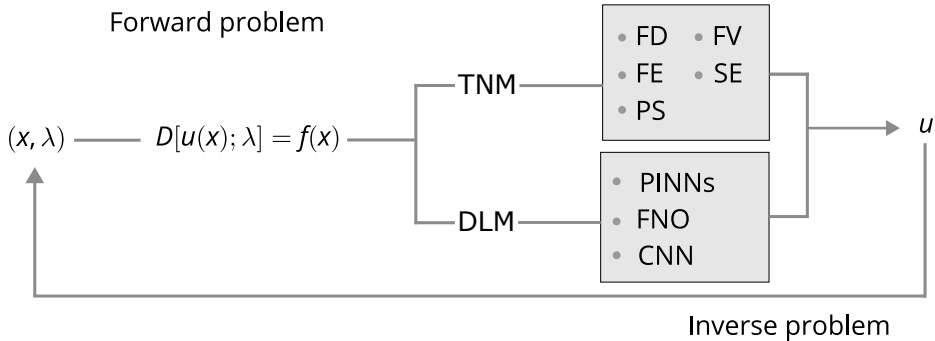 Forward problem
(x, λ)
D[u(x); λ] = f(x)
TNM
• FD • FV
• FE • SE
• PS
DLM
• PINNs
• FNO
• CNN
u
Inverse problem